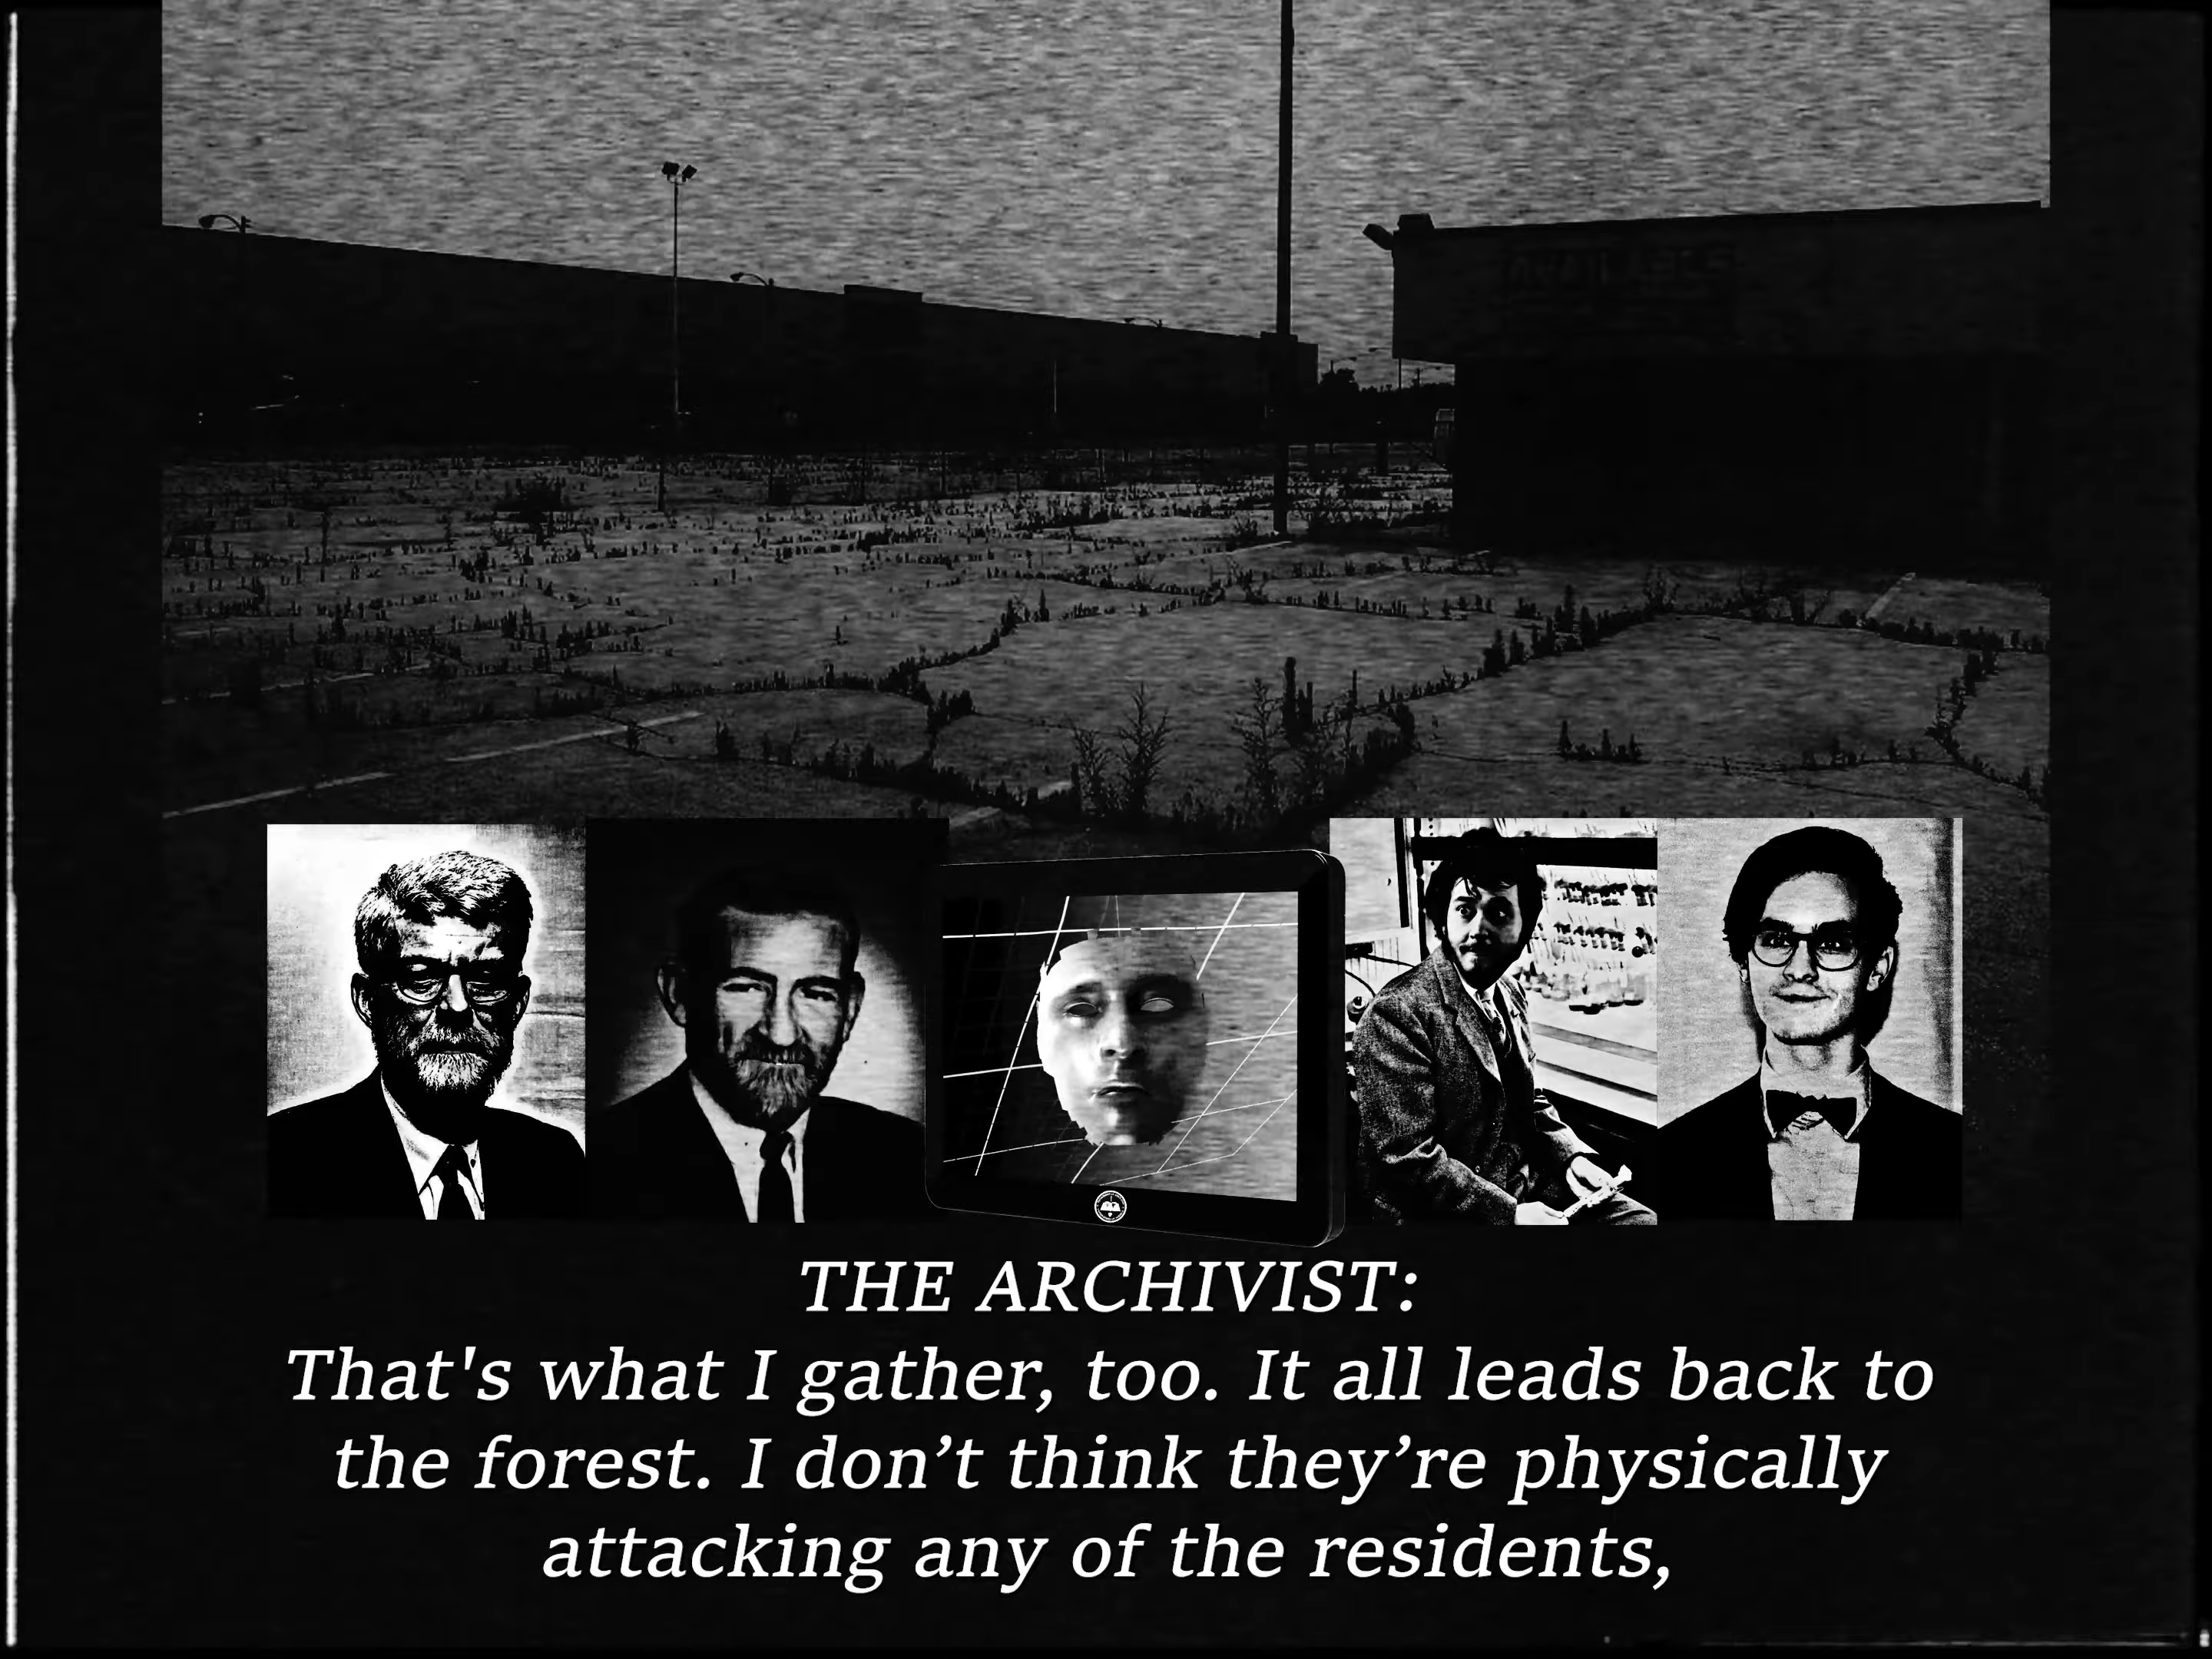 THE ARCHIVIST:
That's what I gather, too. It all leads back to
the forest. I don’t think they’re physically
attacking any of the residents,